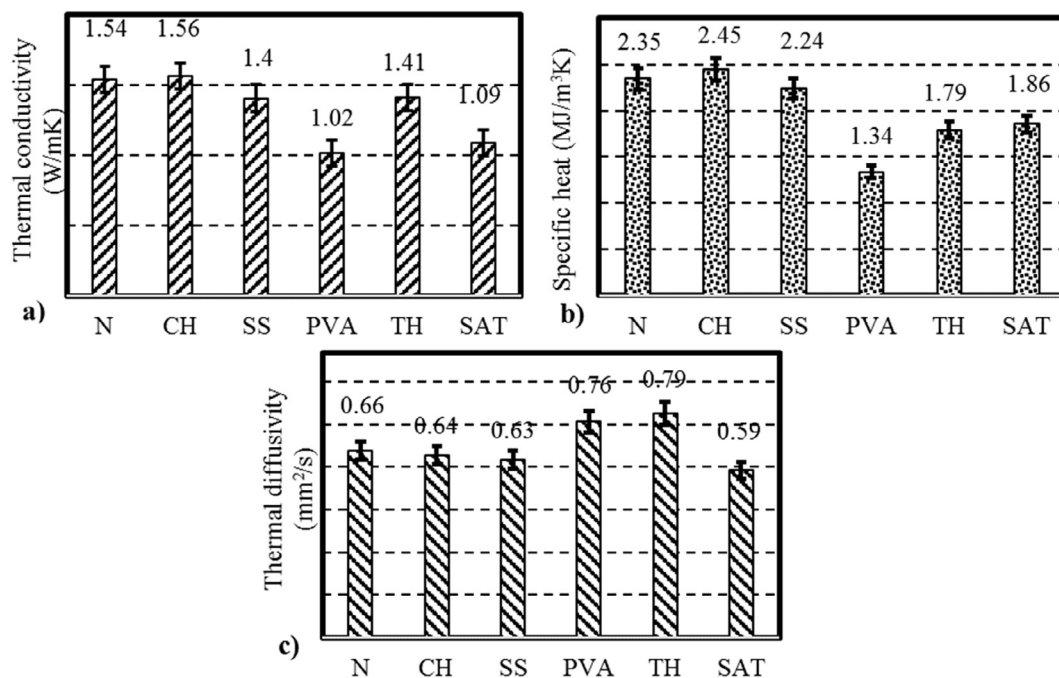 Thermal conductivity
(W/mK)
1.54 1.56 1.4 1.02 1.41 1.09
a)
N CH SS PVA TH SAT
Specific heat (MJ/m³K)
2.35 2.45 2.24 1.34 1.79 1.86
b)
N CH SS PVA TH SAT
Thermal diffusivity
(mm²/s)
0.66 0.64 0.63 0.76 0.79 0.59
c)
N CH SS PVA TH SAT